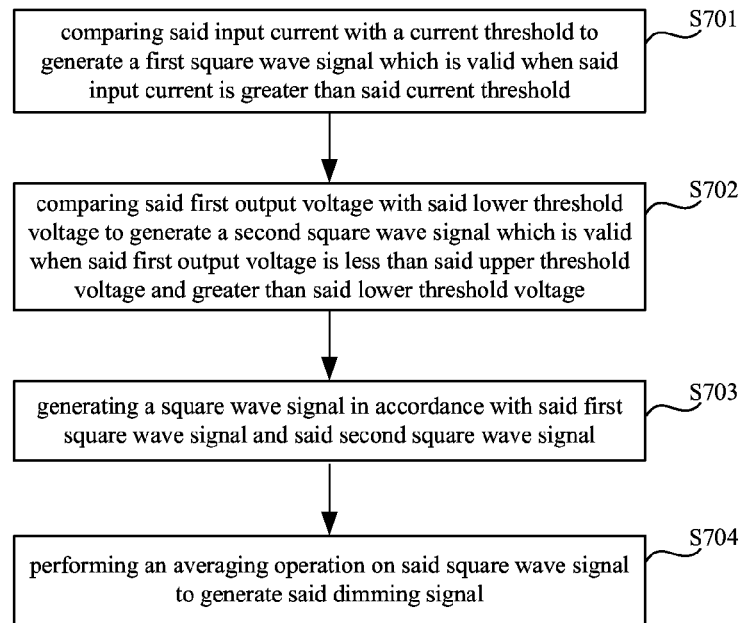 comparing said input current with a current threshold to
generate a first square wave signal which is valid when said
input current is greater than said current threshold
S701
comparing said first output voltage with said lower threshold
voltage to generate a second square wave signal which is valid
when said first output voltage is less than said upper threshold
voltage and greater than said lower threshold voltage
S702
generating a square wave signal in accordance with said first
square wave signal and said second square wave signal
S703
performing an averaging operation on said square wave signal
to generate said dimming signal
S704